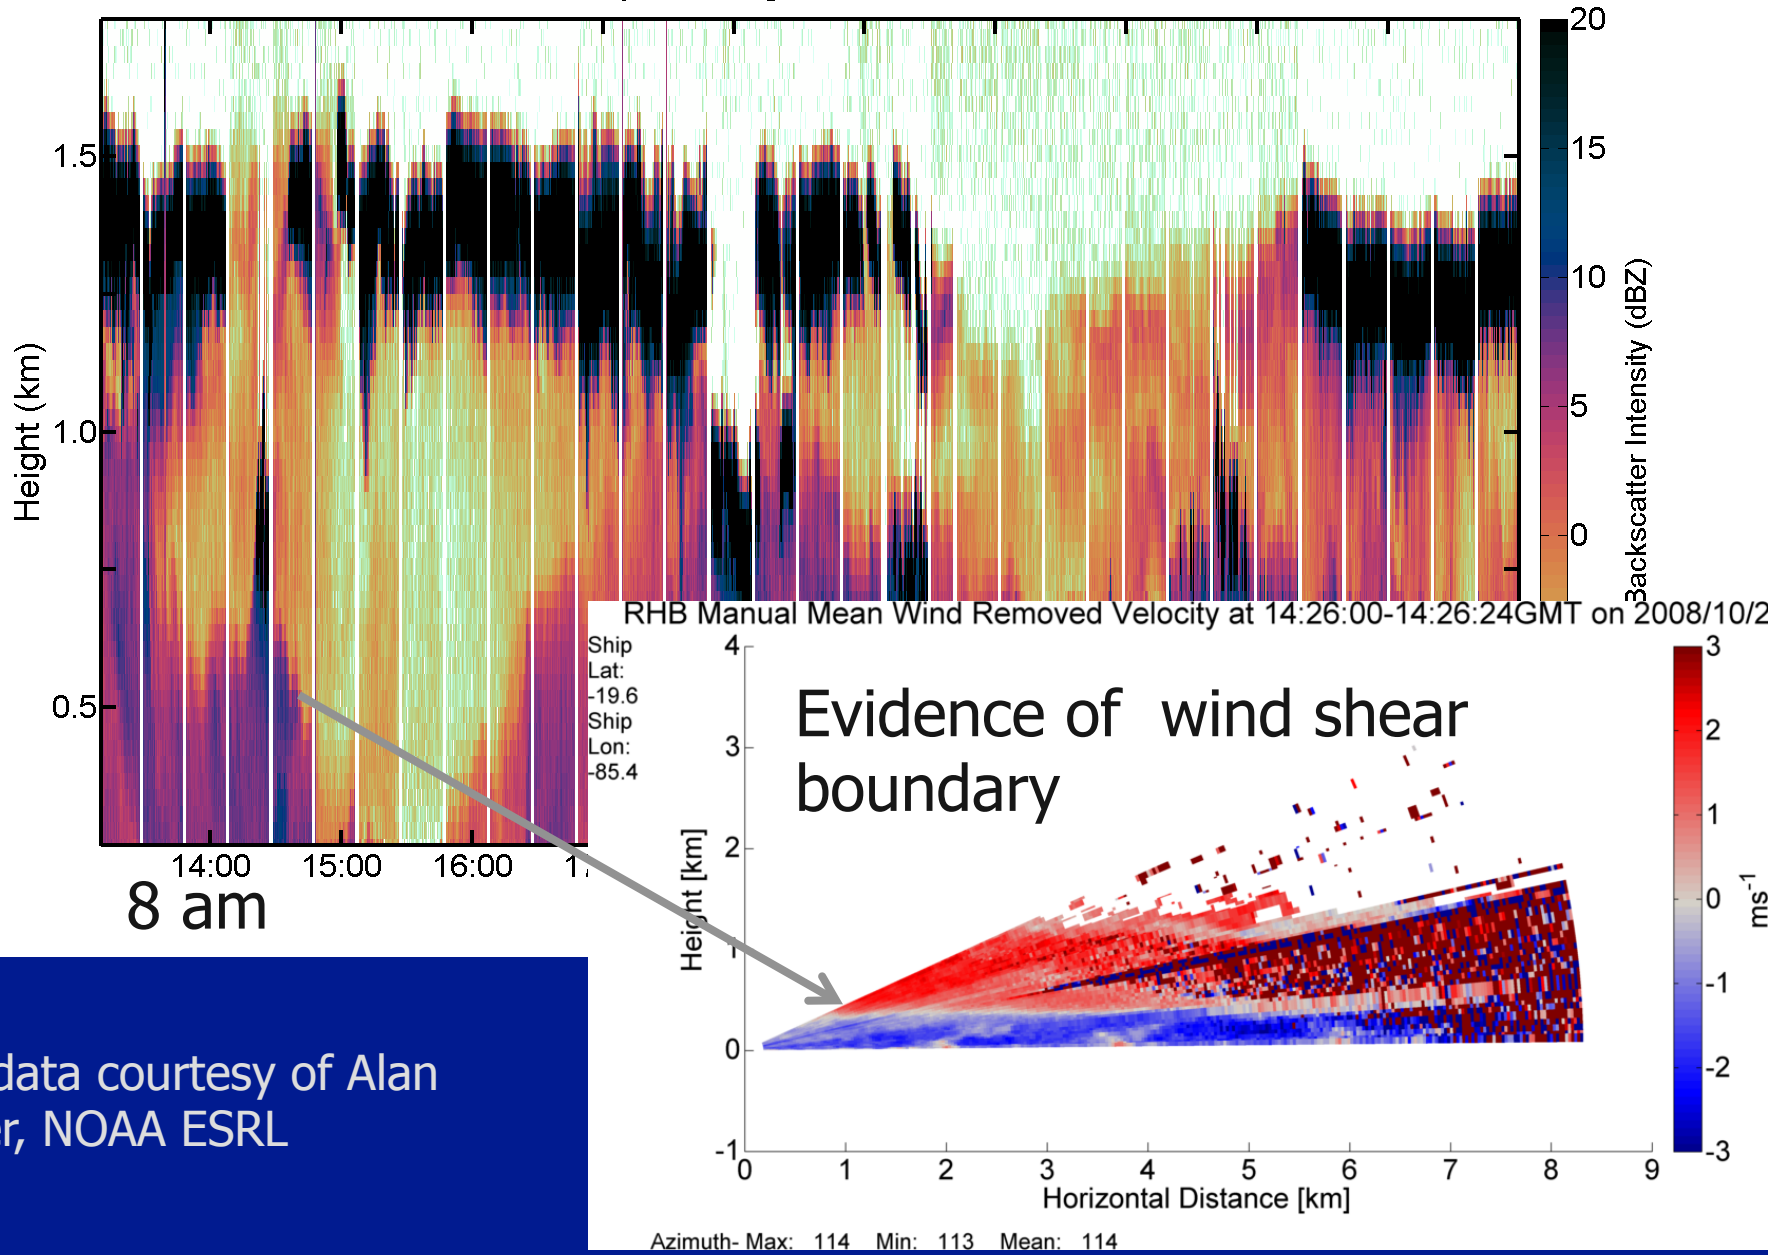 20
15
10
5
0
Backscatter Intensity (dBZ)
1.5
1.0
0.5
Height (km)
14:00 15:00 16:00
8 am
RHB Manual Mean Wind Removed Velocity at 14:26:00-14:26:24GMT on 2008/10/2
Ship
Lat:
-19.6
Ship
Lon:
-85.4
Evidence of wind shear
boundary
4
3
2
1
0
-1
Height [km]
0 1 2 3 4 5 6 7 8 9
Horizontal Distance [km]
3
2
1
0
-1
-2
-3
ms-1
Azimuth- Max: 114 Min: 113 Mean: 114
data courtesy of Alan
NOAA ESRL